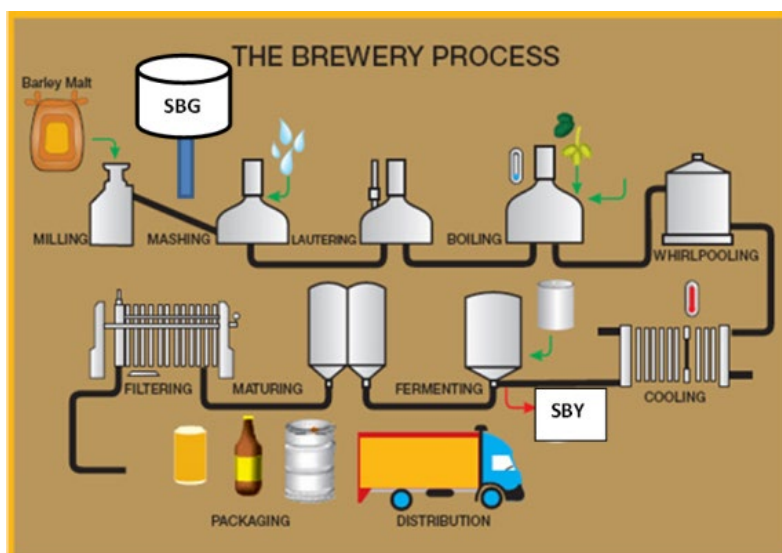 THE BREWERY PROCESS
Barley Malt
SBG
MILLING
MASHING
LAUTERING
BOILING
WHIRLPOOLING
FILTERING
MATURING
FERMENTING
COOLING
SBY
PACKAGING
DISTRIBUTION